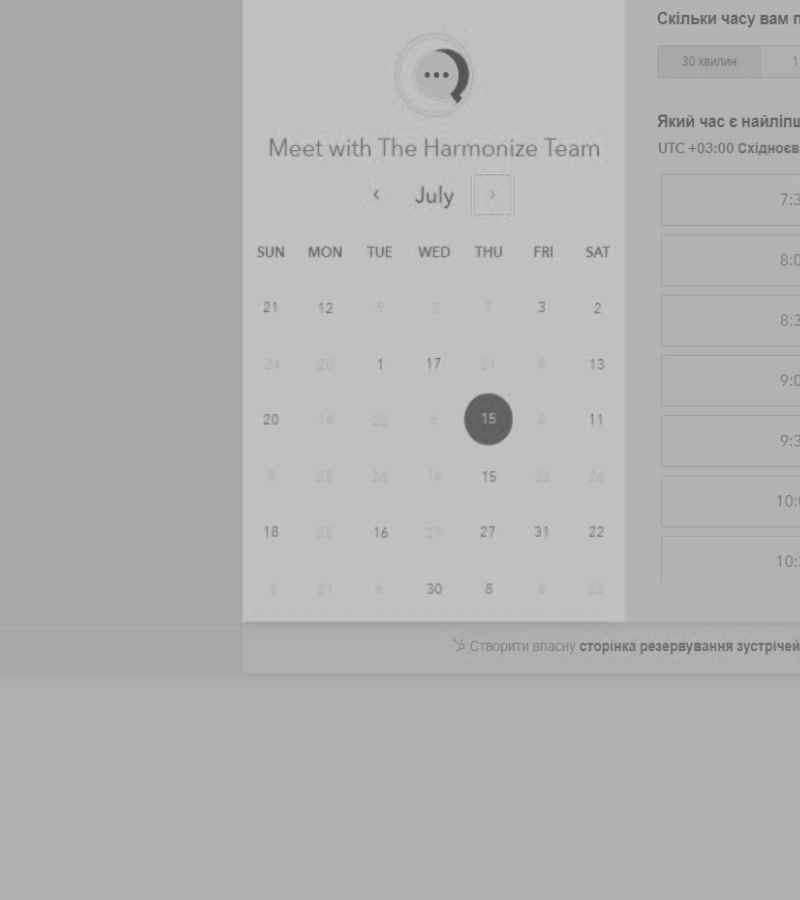 Meet with The Harmonize Team
July
SUN MON TUE WED THU FRI SAT
21 12 9 3 7 3 2
24 20 1 17 21 6 13
20 14 22 6 15 6 11
8 25 26 16 15 22 26
18 25 16 27 27 31 22
3 21 6 30 8 6 25
Скільки часу вам п
30 хвилин 1
Який час є найліпш
UTC +03:00 Східноєв
7:3
8:0
8:3
9:0
9:3
10:0
10:
Створити власну сторінка резервування зустрічей